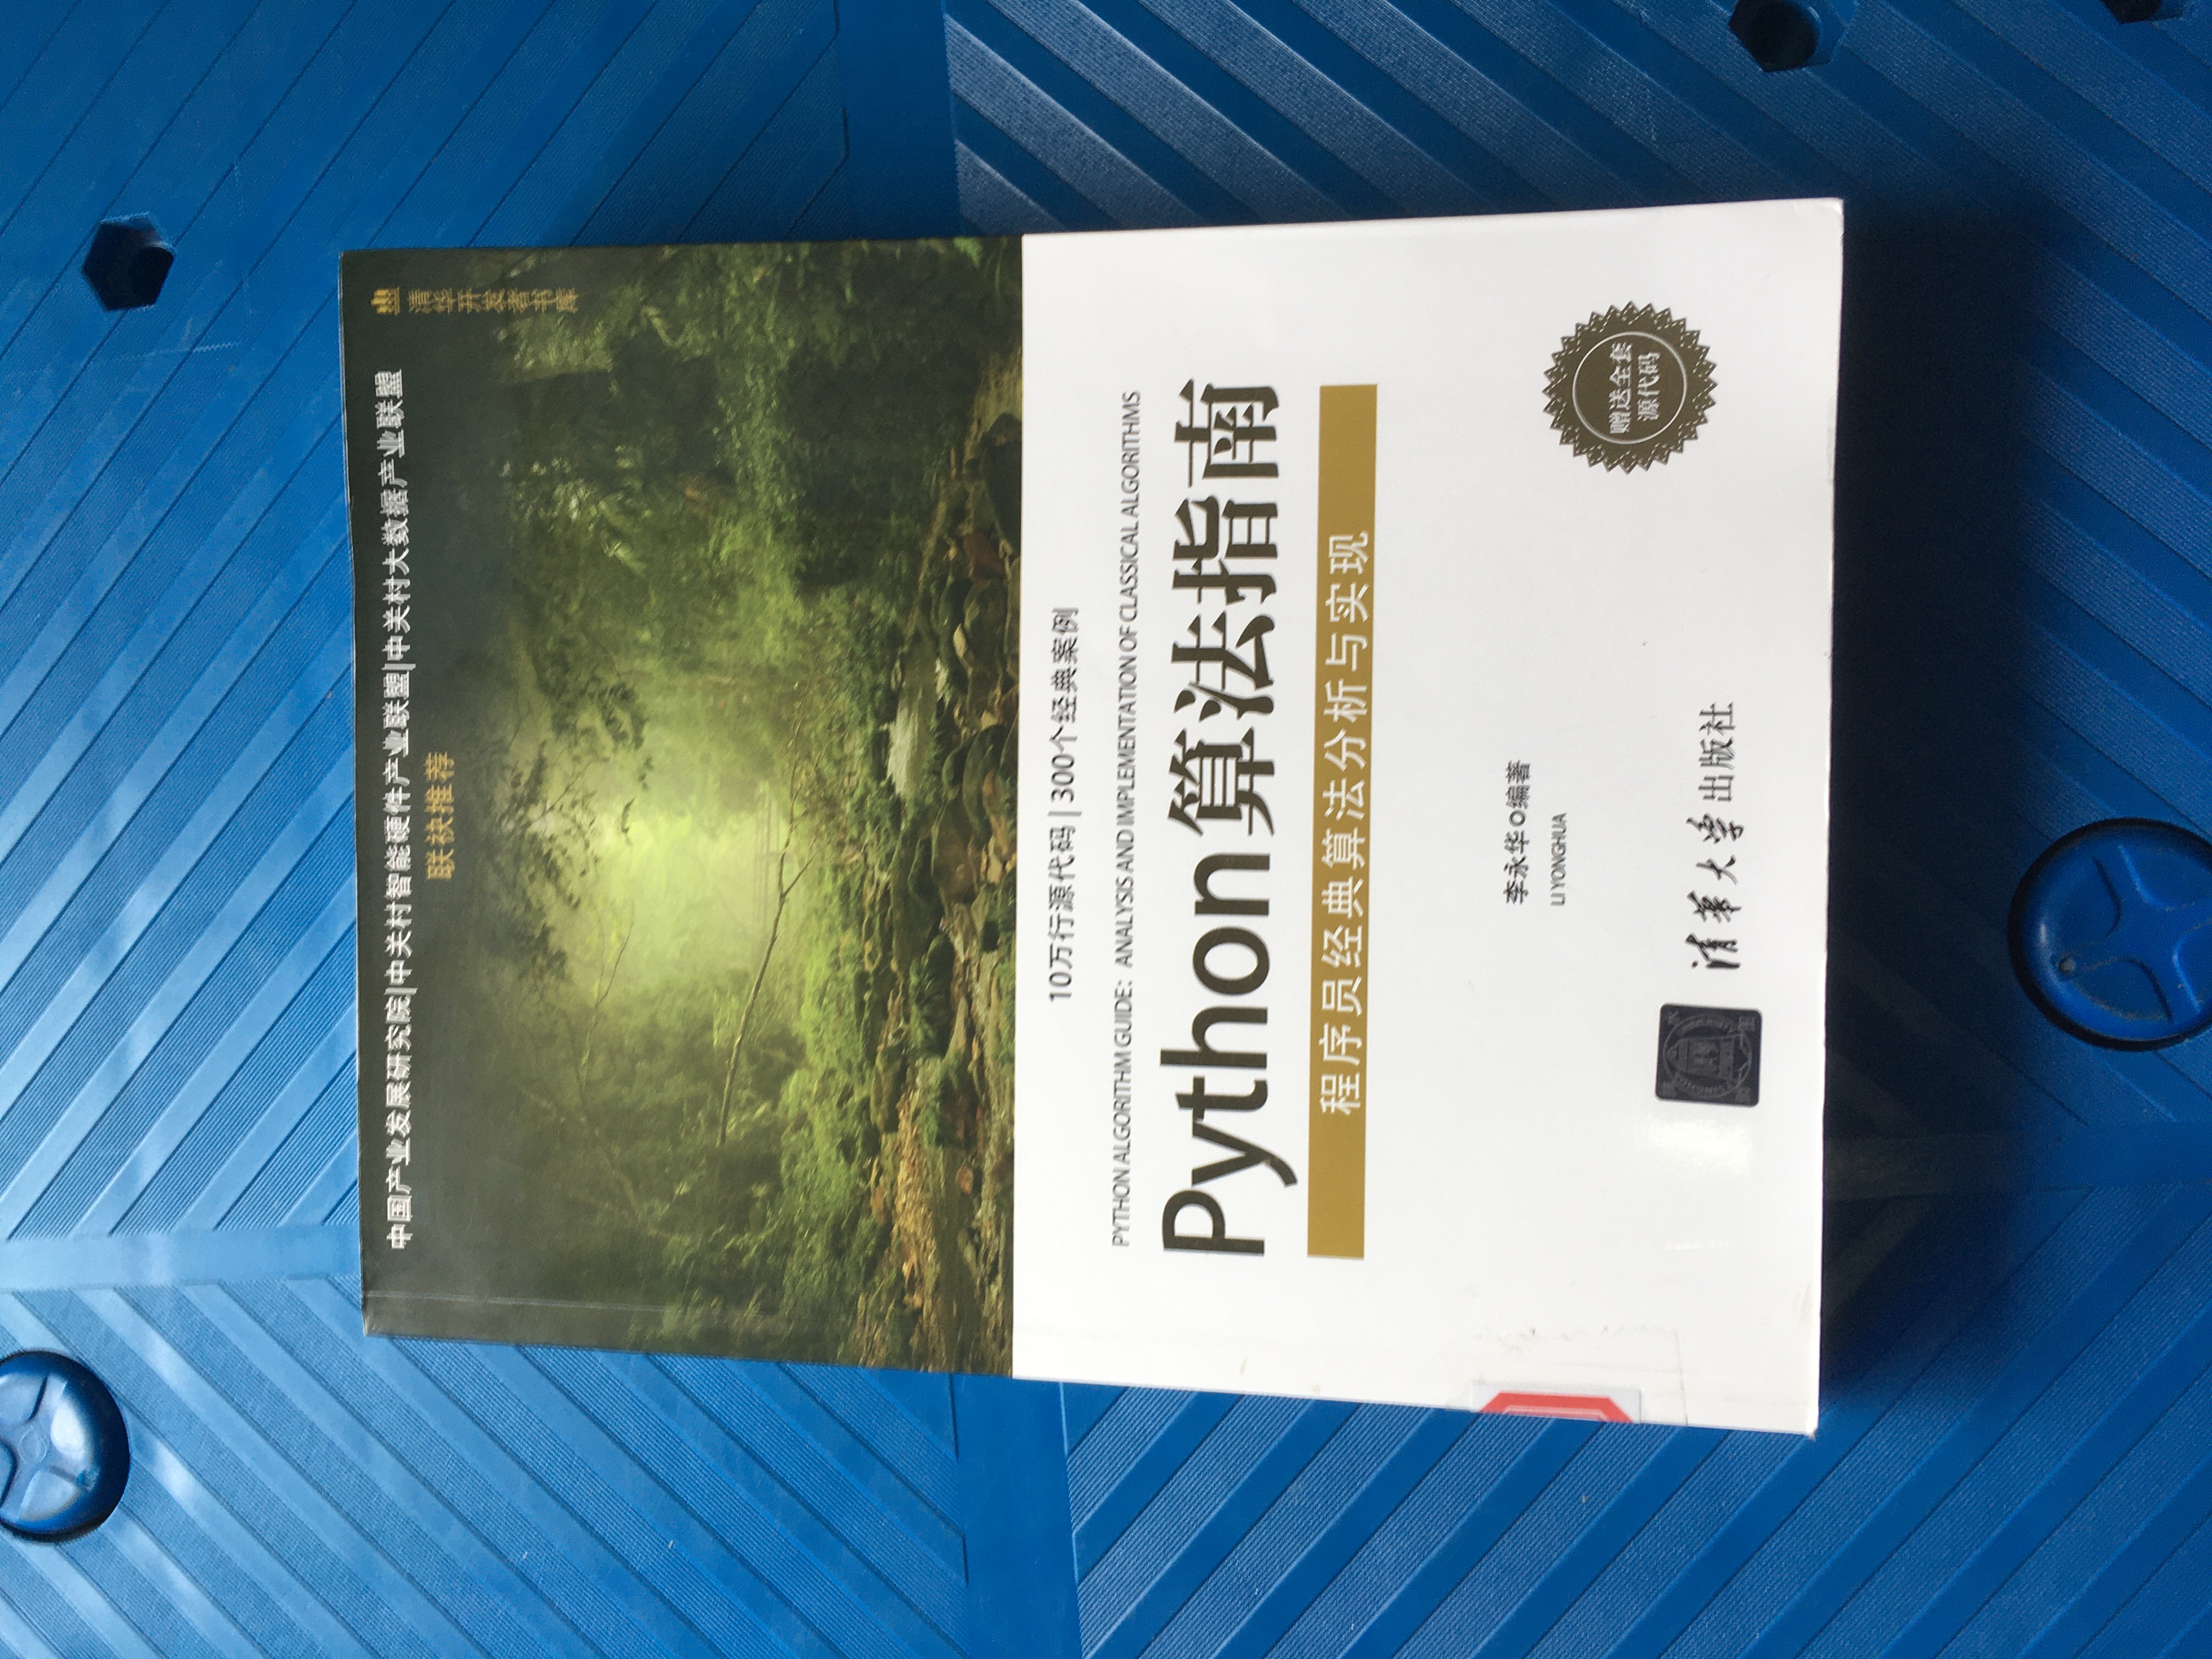 中国产业发展研究院|中关村智能硬件产业联盟|中关村大数据产业联盟
联袂推荐
清华开发者书库
10万行源代码|300个经典案例
PYTHON ALGORITHM GUIDE: ANALYSIS AND IMPLEMENTATION OF CLASSICAL ALGORITHMS
Python算法指南
程序员经典算法分析与实现
李永华○编著
LI YONGHUA
赠送全套
源代码
清華大学出版社